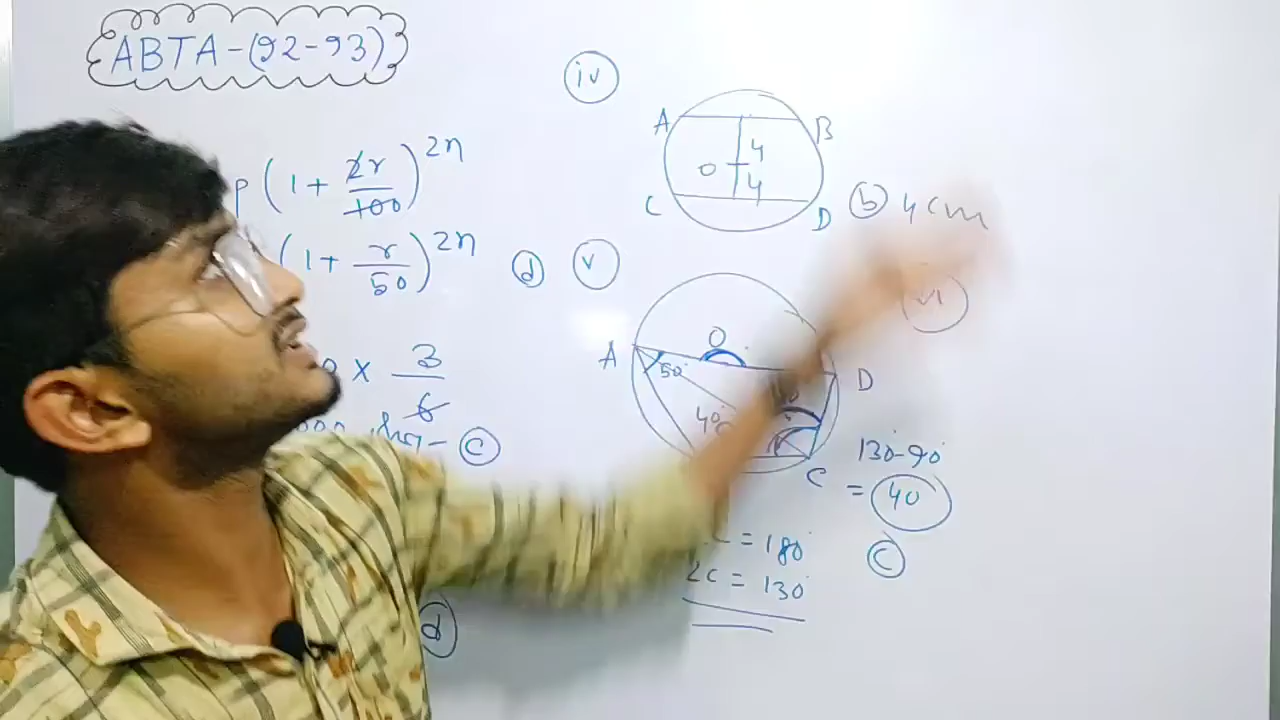 ABTA-(92-93)
P(1 + 2r/100)^2n
(1 + r/50)^2n
d
0 x 3/6
C
d
iv
A
B
O
4
4
C
D
b 4 cm
v
A
O
50°
D
40°
C
130°-90°
= 40
C
= 180°
∠C = 130°
vi